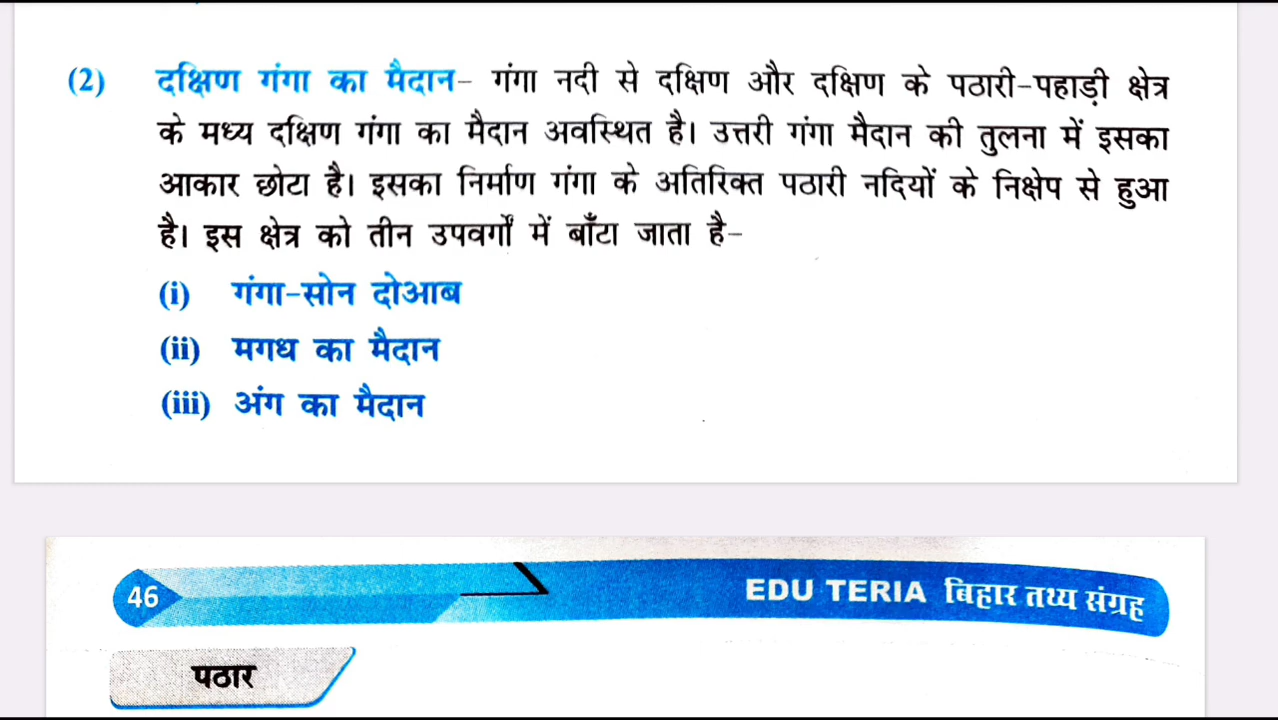 (2) दक्षिण गंगा का मैदान– गंगा नदी से दक्षिण और दक्षिण के पठारी-पहाड़ी क्षेत्र
के मध्य दक्षिण गंगा का मैदान अवस्थित है। उत्तरी गंगा मैदान की तुलना में इसका
आकार छोटा है। इसका निर्माण गंगा के अतिरिक्त पठारी नदियों के निक्षेप से हुआ
है। इस क्षेत्र को तीन उपवर्गों में बाँटा जाता है–
(i) गंगा-सोन दोआब
(ii) मगध का मैदान
(iii) अंग का मैदान
46
EDU TERIA बिहार तथ्य संग्रह
पठार